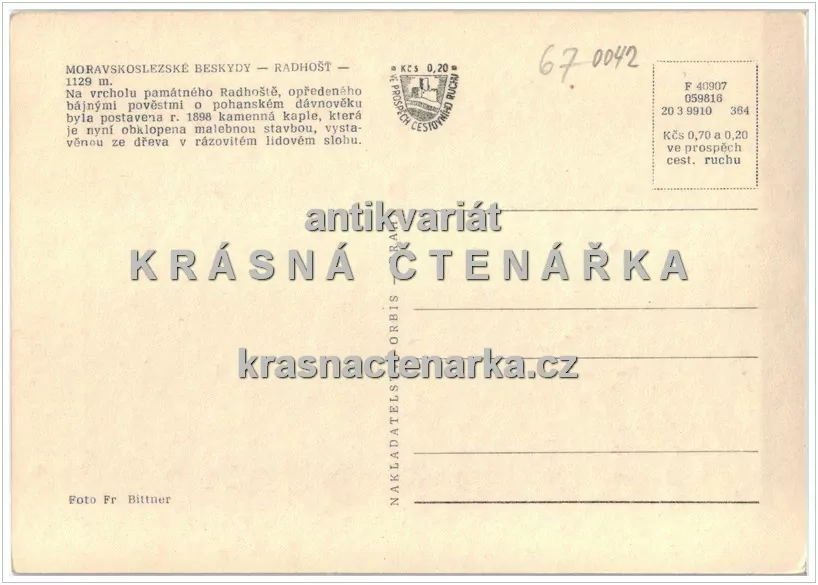 MORAVSKOSLEZSKÉ BESKYDY — RADHOŠŤ —
1129 m.
Na vrcholu památného Radhoště, opředeného
bájnými pověstmi o pohanském dávnověku
byla postavena r. 1898 kamenná kaple, která
je nyní obklopena malebnou stavbou, vysta-
věnou ze dřeva v rázovitém lidovém slohu.
Kčs 0,20
VE PROSPĚCH CESTOVNÍHO RUCHU
67 0042
F 40907
059816
20 3 9910 364
Kčs 0,70 a 0,20
ve prospěch
cest. ruchu
antikvariát
KRÁSNÁ ČTENÁŘKA
krasnactenarka.cz
NAKLADATELST ORBIS — PRAHA
Foto Fr Bittner